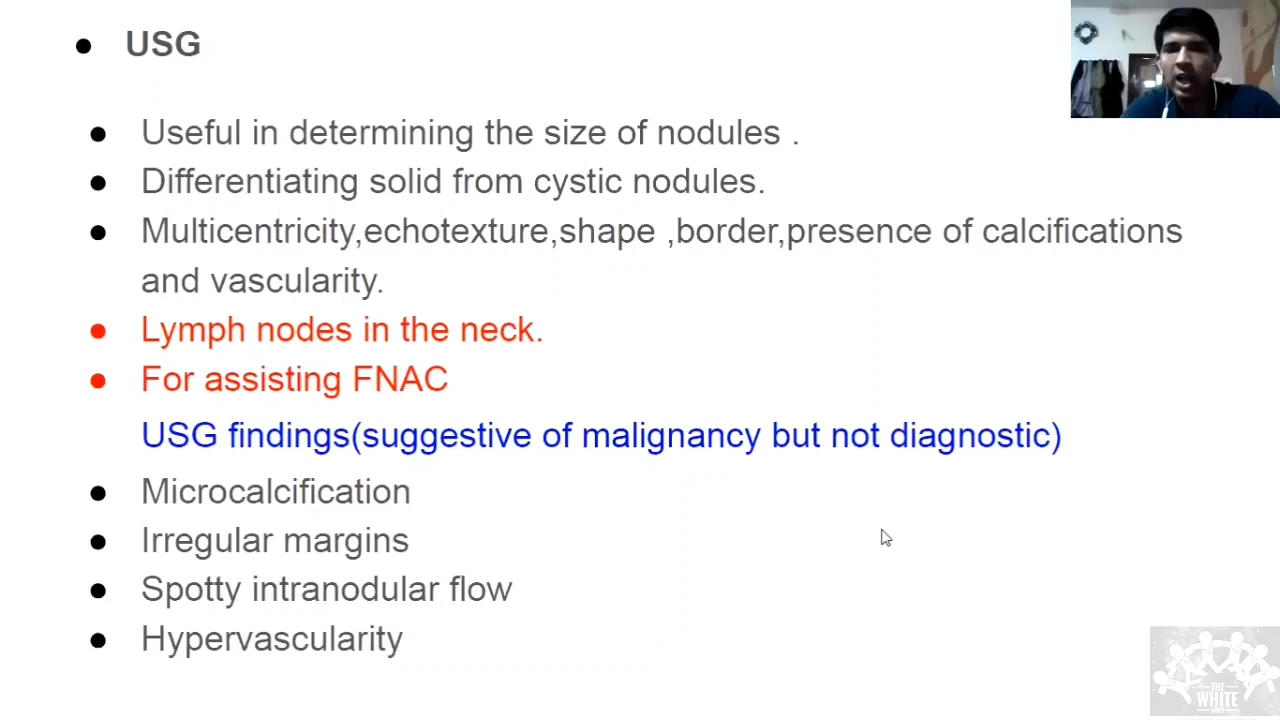 ● USG
● Useful in determining the size of nodules .
● Differentiating solid from cystic nodules.
● Multicentricity,echotexture,shape ,border,presence of calcifications
and vascularity.
● Lymph nodes in the neck.
● For assisting FNAC
USG findings(suggestive of malignancy but not diagnostic)
● Microcalcification
● Irregular margins
● Spotty intranodular flow
● Hypervascularity
THE
WHITE